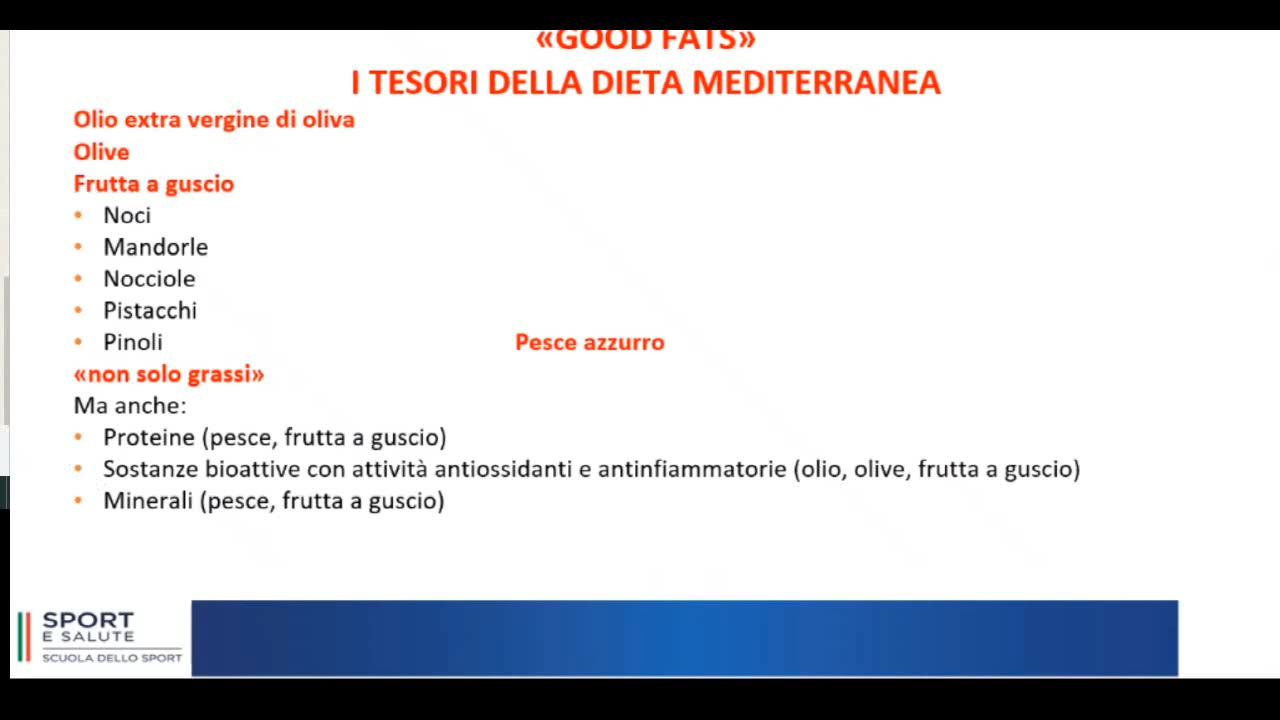 «GOOD FATS»
I TESORI DELLA DIETA MEDITERRANEA
Olio extra vergine di oliva
Olive
Frutta a guscio
• Noci
• Mandorle
• Nocciole
• Pistacchi
• Pinoli
Pesce azzurro
«non solo grassi»
Ma anche:
• Proteine (pesce, frutta a guscio)
• Sostanze bioattive con attività antiossidanti e antinfiammatorie (olio, olive, frutta a guscio)
• Minerali (pesce, frutta a guscio)
SPORT
E SALUTE
SCUOLA DELLO SPORT